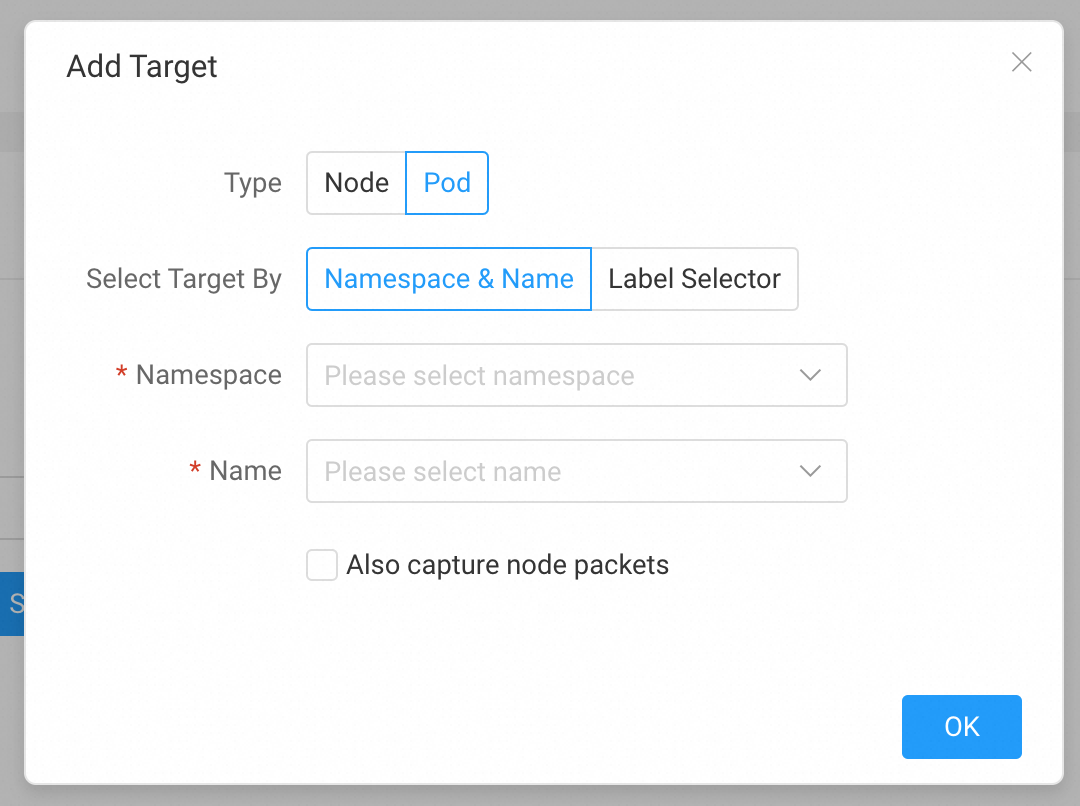 Add Target
Type Node Pod
Select Target By Namespace & Name Label Selector
* Namespace Please select namespace
* Name Please select name
Also capture node packets
S
OK